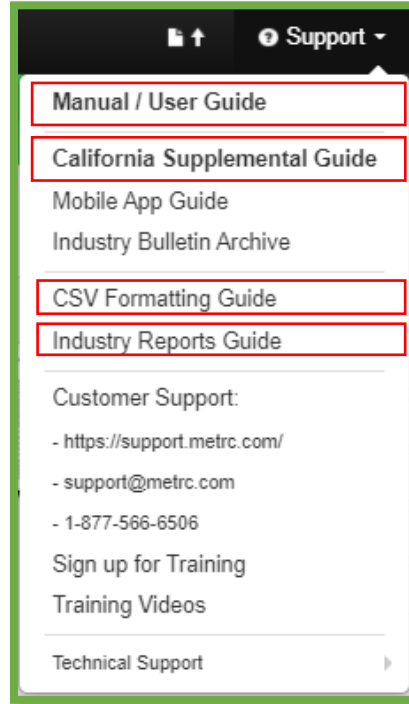 Support
Manual / User Guide
California Supplemental Guide
Mobile App Guide
Industry Bulletin Archive
CSV Formatting Guide
Industry Reports Guide
Customer Support:
- https://support.metrc.com/
- support@metrc.com
- 1-877-566-6506
Sign up for Training
Training Videos
Technical Support